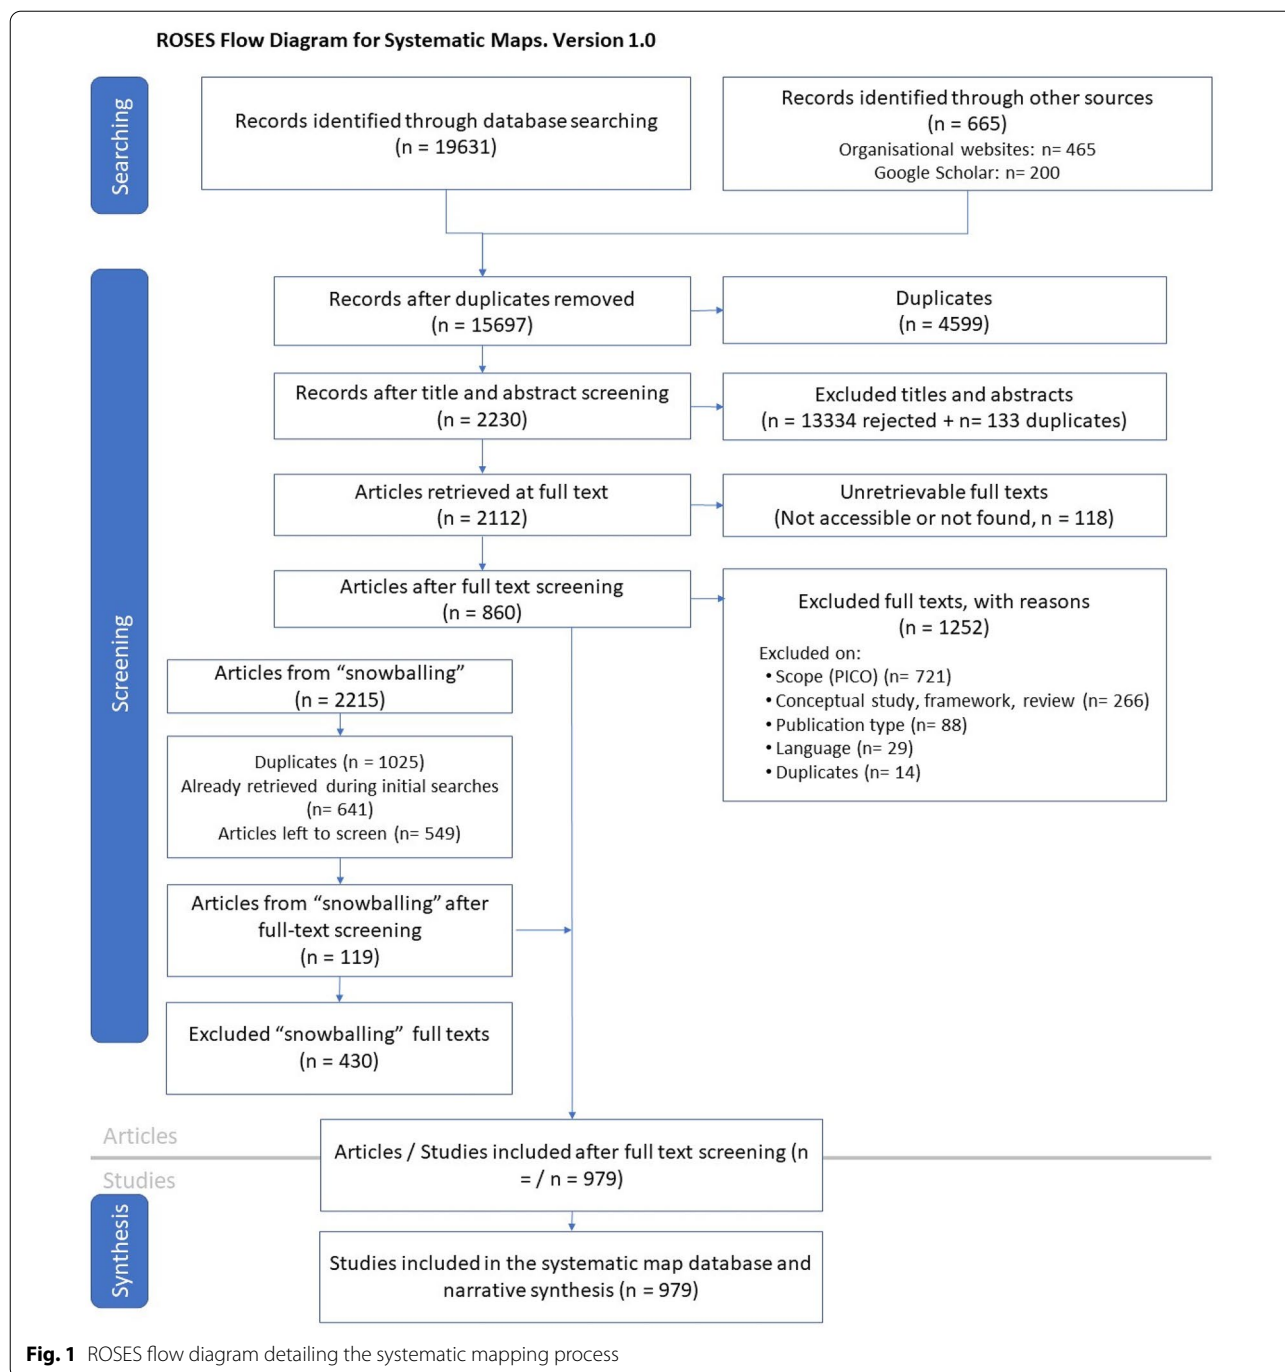 ROSES Flow Diagram for Systematic Maps. Version 1.0
Searching
Records identified through database searching
(n = 19631)
Records identified through other sources
(n = 665)
Organisational websites: n= 465
Google Scholar: n= 200
Screening
Records after duplicates removed
(n = 15697)
Duplicates
(n = 4599)
Records after title and abstract screening
(n = 2230)
Excluded titles and abstracts
(n = 13334 rejected + n= 133 duplicates)
Articles retrieved at full text
(n = 2112)
Unretrievable full texts
(Not accessible or not found, n = 118)
Articles after full text screening
(n = 860)
Excluded full texts, with reasons
(n = 1252)
Excluded on:
• Scope (PICO) (n= 721)
• Conceptual study, framework, review (n= 266)
• Publication type (n= 88)
• Language (n= 29)
• Duplicates (n= 14)
Articles from “snowballing”
(n = 2215)
Duplicates (n = 1025)
Already retrieved during initial searches
(n= 641)
Articles left to screen (n= 549)
Articles from “snowballing” after
full-text screening
(n = 119)
Excluded “snowballing” full texts
(n = 430)
Articles
Studies
Articles / Studies included after full text screening (n
= / n = 979)
Synthesis
Studies included in the systematic map database and
narrative synthesis (n = 979)
Fig. 1 ROSES flow diagram detailing the systematic mapping process